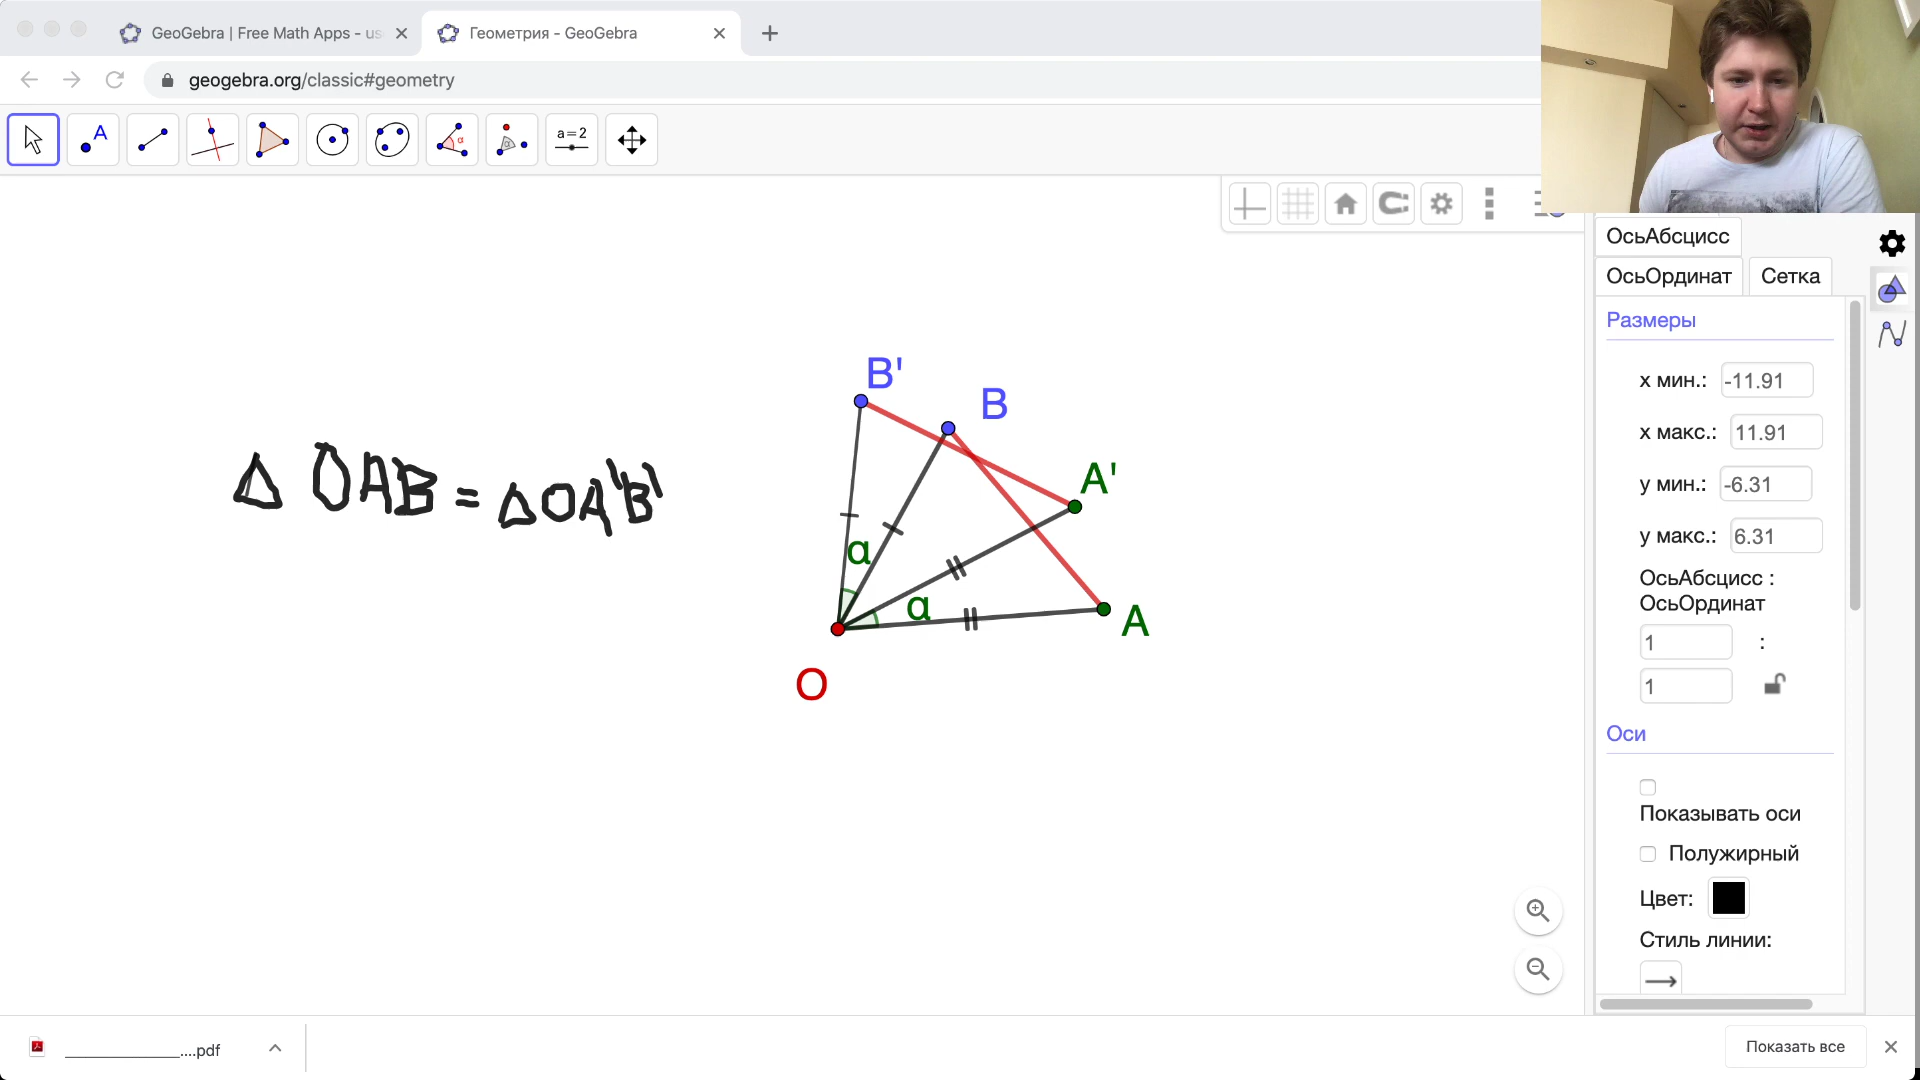 GeoGebra | Free Math Apps - us
Геометрия - GeoGebra
geogebra.org/classic#geometry
A
α
α
a=2
ОсьАбсцисс
ОсьОрдинат
Сетка
Размеры
x мин.: -11.91
x макс.: 11.91
y мин.: -6.31
y макс.: 6.31
ОсьАбсцисс :
ОсьОрдинат
1 :
1
Оси
Показывать оси
Полужирный
Цвет:
Стиль линии:
B'
B
A'
Δ OAB = ΔOA'B'
α
α
A
O
____________....pdf
Показать все